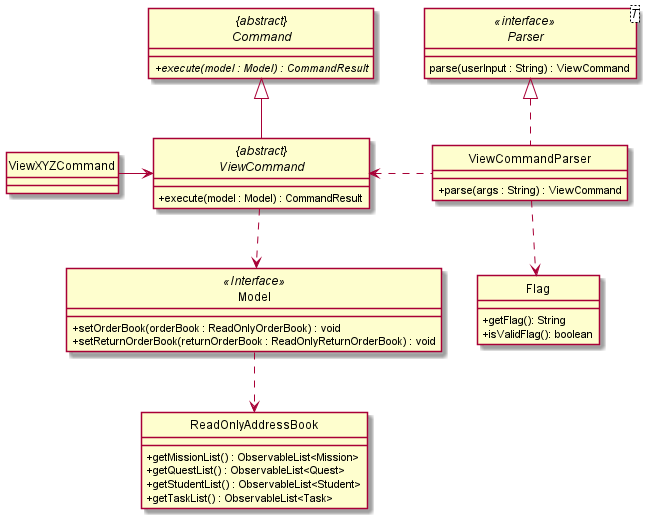 {abstract}
Command
+execute(model : Model) : CommandResult
«interface»
Parser
T
parse(userInput : String) : ViewCommand
ViewXYZCommand
{abstract}
ViewCommand
+execute(model : Model) : CommandResult
ViewCommandParser
+parse(args : String) : ViewCommand
«Interface»
Model
+setOrderBook(orderBook : ReadOnlyOrderBook) : void
+setReturnOrderBook(returnOrderBook : ReadOnlyReturnOrderBook) : void
Flag
+getFlag(): String
+isValidFlag(): boolean
ReadOnlyAddressBook
+getMissionList() : ObservableList<Mission>
+getQuestList() : ObservableList<Quest>
+getStudentList() : ObservableList<Student>
+getTaskList() : ObservableList<Task>